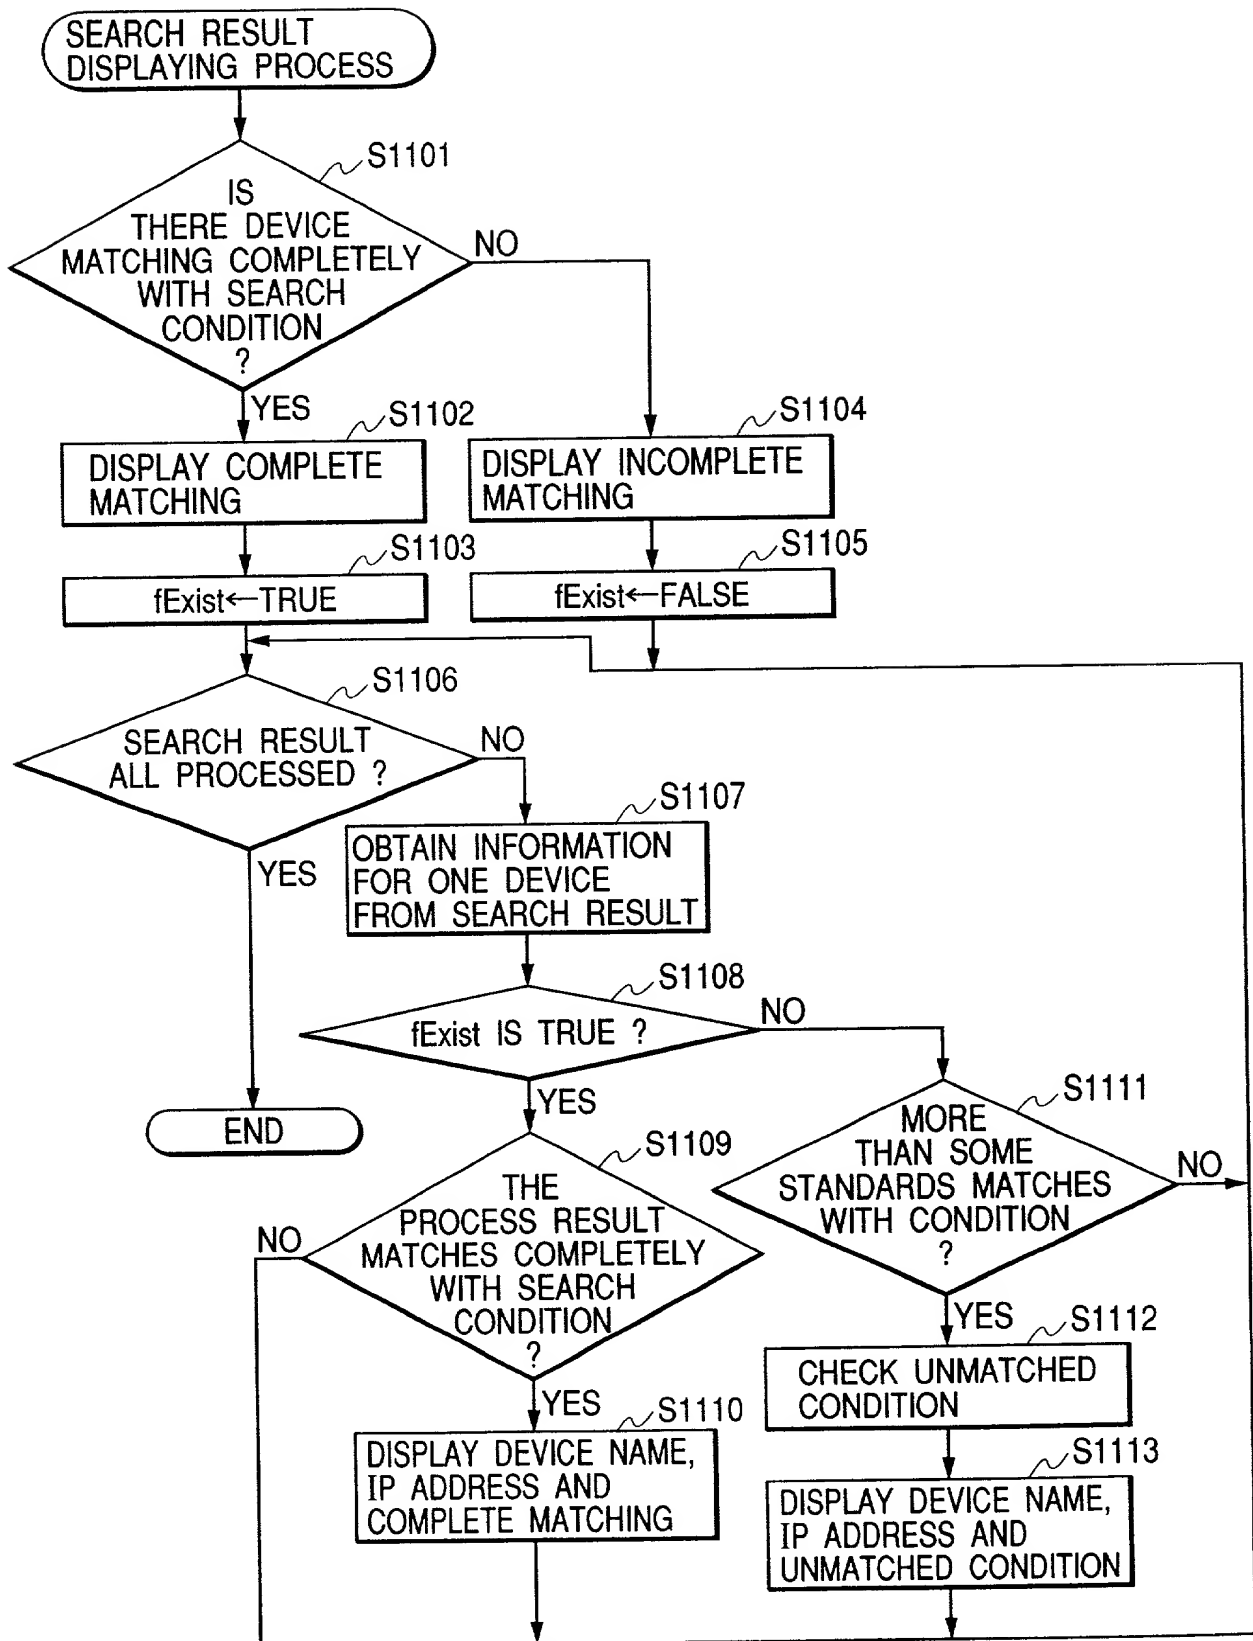 SEARCH RESULT
DISPLAYING PROCESS
S1101
IS
THERE DEVICE
MATCHING COMPLETELY
WITH SEARCH
CONDITION
?
NO
YES
S1102
DISPLAY COMPLETE
MATCHING
S1104
DISPLAY INCOMPLETE
MATCHING
S1103
fExist←TRUE
S1105
fExist←FALSE
S1106
SEARCH RESULT
ALL PROCESSED ?
NO
YES
S1107
OBTAIN INFORMATION
FOR ONE DEVICE
FROM SEARCH RESULT
S1108
fExist IS TRUE ?
NO
YES
END
S1109
THE
PROCESS RESULT
MATCHES COMPLETELY
WITH SEARCH
CONDITION
?
NO
YES
S1110
DISPLAY DEVICE NAME,
IP ADDRESS AND
COMPLETE MATCHING
S1111
MORE
THAN SOME
STANDARDS MATCHES
WITH CONDITION
?
NO
YES
S1112
CHECK UNMATCHED
CONDITION
S1113
DISPLAY DEVICE NAME,
IP ADDRESS AND
UNMATCHED CONDITION